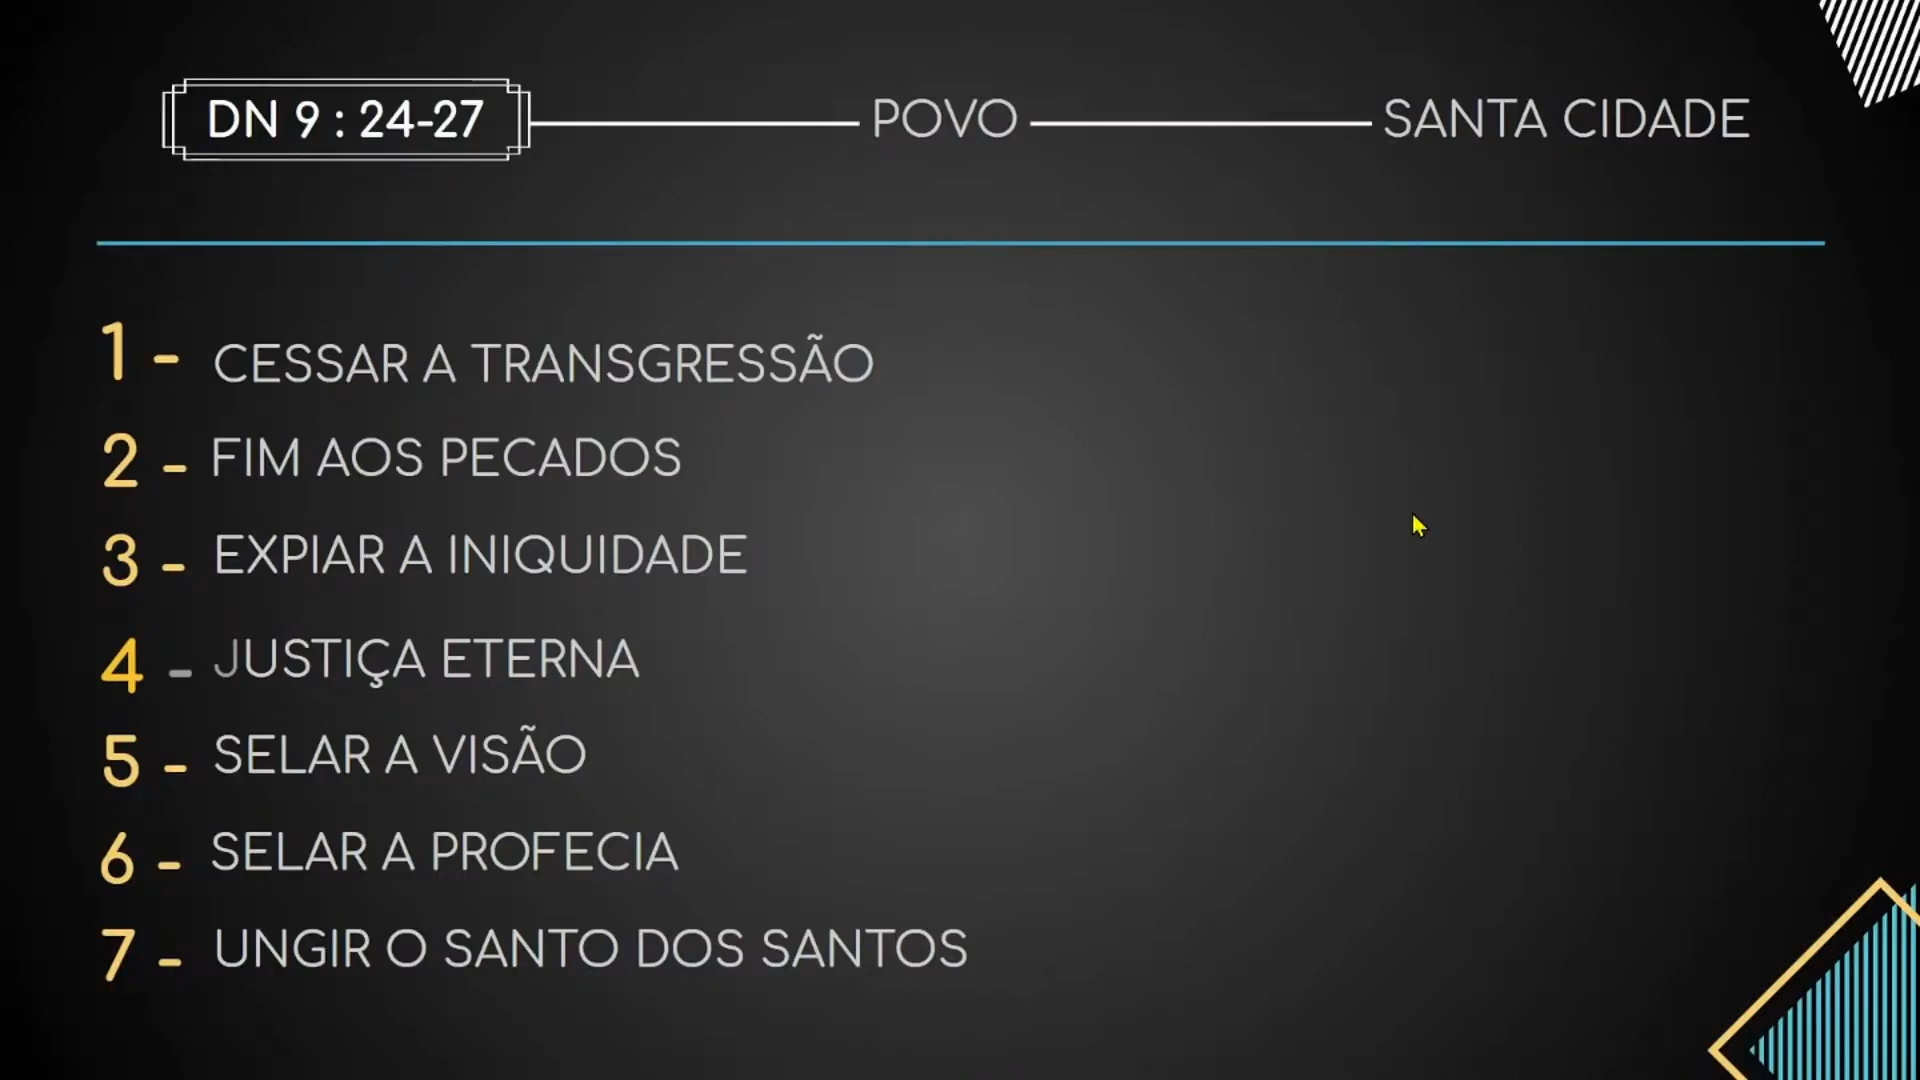 DN 9 : 24-27 POVO SANTA CIDADE
1 - CESSAR A TRANSGRESSÃO
2 - FIM AOS PECADOS
3 - EXPIAR A INIQUIDADE
4 - JUSTIÇA ETERNA
5 - SELAR A VISÃO
6 - SELAR A PROFECIA
7 - UNGIR O SANTO DOS SANTOS